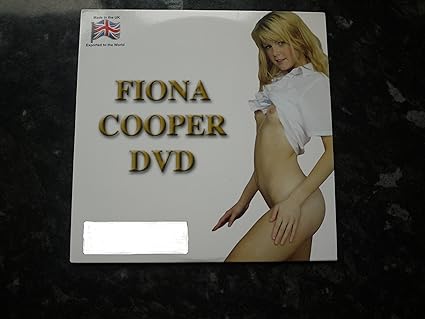 Made in the UK
Exported to the World
FIONA
COOPER
DVD